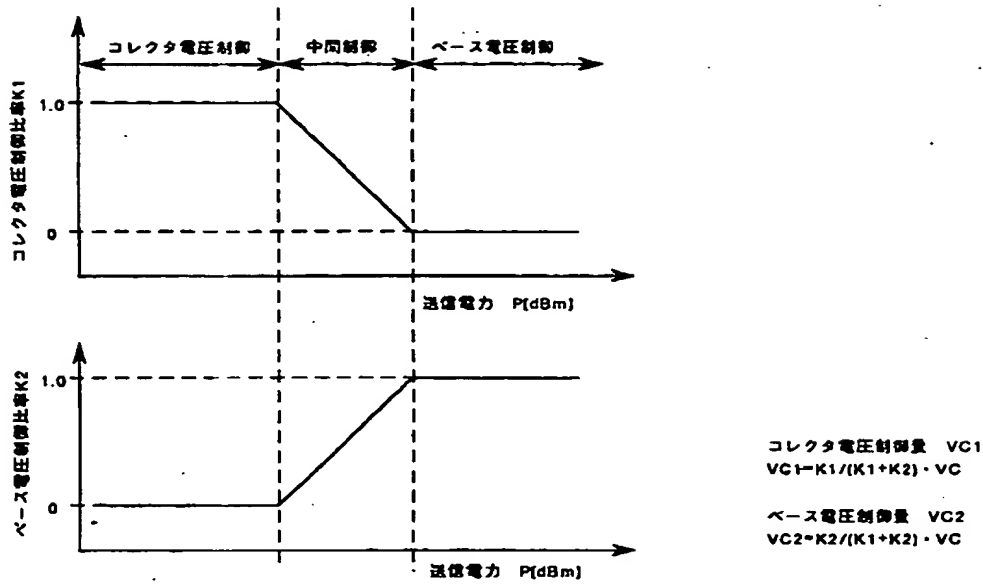 コレクタ電圧制御 中間制御 ベース電圧制御
コレクタ電圧制御比率K1
1.0
0
送信電力 P[dBm]
ベース電圧制御比率K2
1.0
0
送信電力 P[dBm]
コレクタ電圧制御量 VC1
VC1=K1/(K1+K2)・VC
ベース電圧制御量 VC2
VC2=K2/(K1+K2)・VC